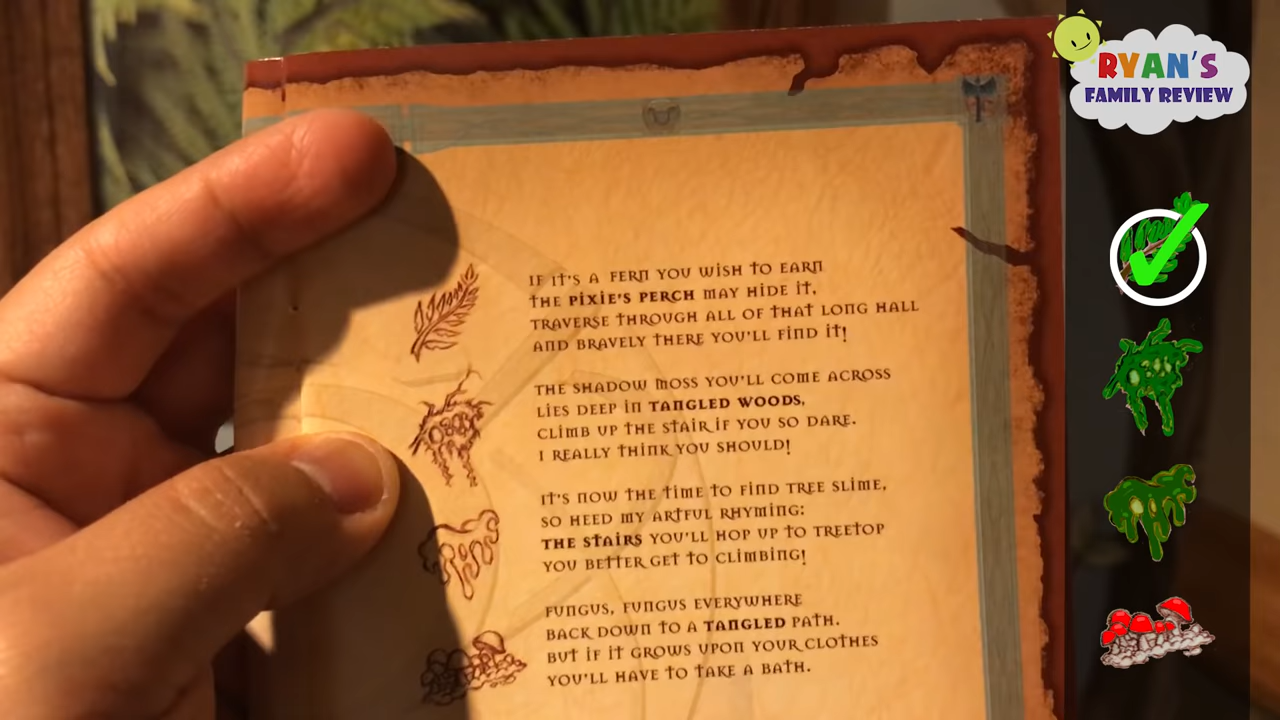 RYAN'S
FAMILY REVIEW
IF IT'S A FERN YOU WISH TO EARN
THE PIXIE'S PERCH MAY HIDE IT,
TRAVERSE THROUGH ALL OF THAT LONG HALL
AND BRAVELY THERE YOU'LL FIND IT!
THE SHADOW MOSS YOU'LL COME ACROSS
LIES DEEP IN TANGLED WOODS,
CLIMB UP THE STAIR IF YOU SO DARE.
I REALLY THINK YOU SHOULD!
IT'S NOW THE TIME TO FIND TREE SLIME,
SO HEED MY ARTFUL RHYMING:
THE STAIRS YOU'LL HOP UP TO TREETOP
YOU BETTER GET TO CLIMBING!
FUNGUS, FUNGUS EVERYWHERE
BACK DOWN TO A TANGLED PATH.
BUT IF IT GROWS UPON YOUR CLOTHES
YOU'LL HAVE TO TAKE A BATH.